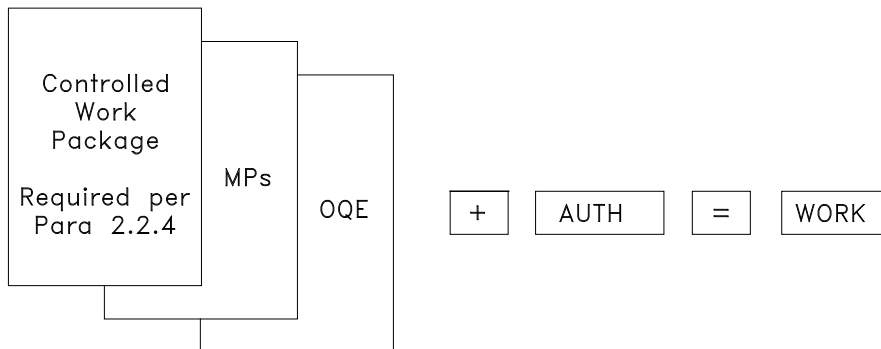 Controlled
Work
Package
Required per
Para 2.2.4
MPs
OQE
+
AUTH
=
WORK